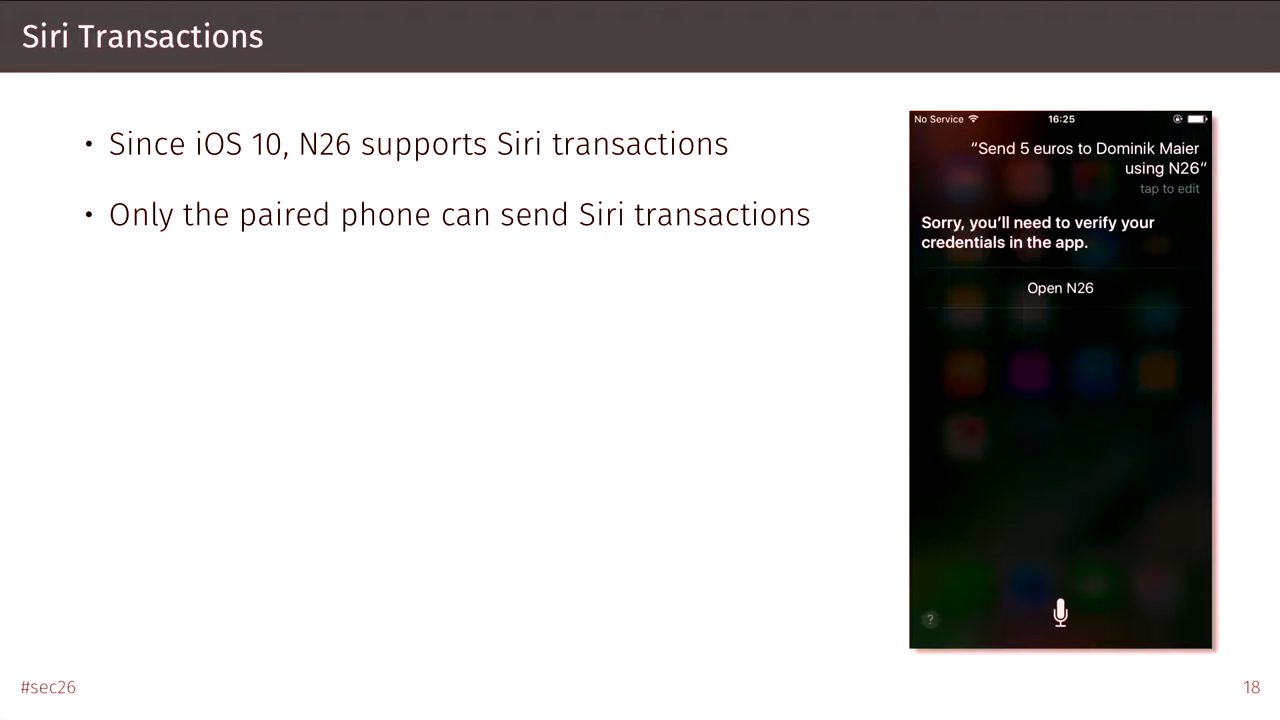 Siri Transactions
• Since iOS 10, N26 supports Siri transactions
• Only the paired phone can send Siri transactions
No Service 16:25
“Send 5 euros to Dominik Maier
using N26”
tap to edit
Sorry, you’ll need to verify your
credentials in the app.
Open N26
?
#sec26
18